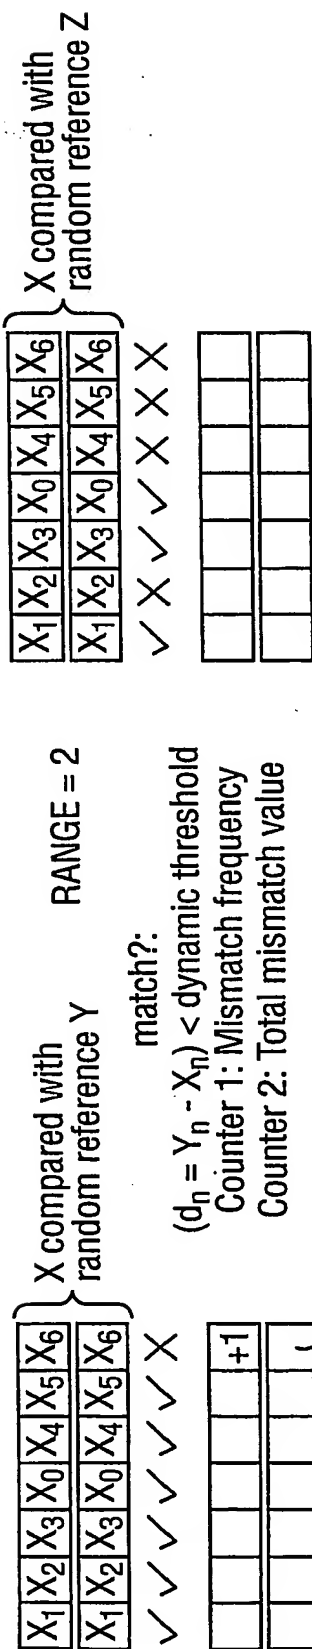 X1 X2 X3 X0 X4 X5 X6
X1 X2 X3 X0 X4 X5 X6
✓ ✓ ✓ ✓ ✓ ✓ X
+1
X compared with
random reference Y
RANGE = 2
match?:
(dn = Yn - Xn) < dynamic threshold
Counter 1: Mismatch frequency
Counter 2: Total mismatch value
X1 X2 X3 X0 X4 X5 X6
X1 X2 X3 X0 X4 X5 X6
✓ X ✓ ✓ X X X
X compared with
random reference Z